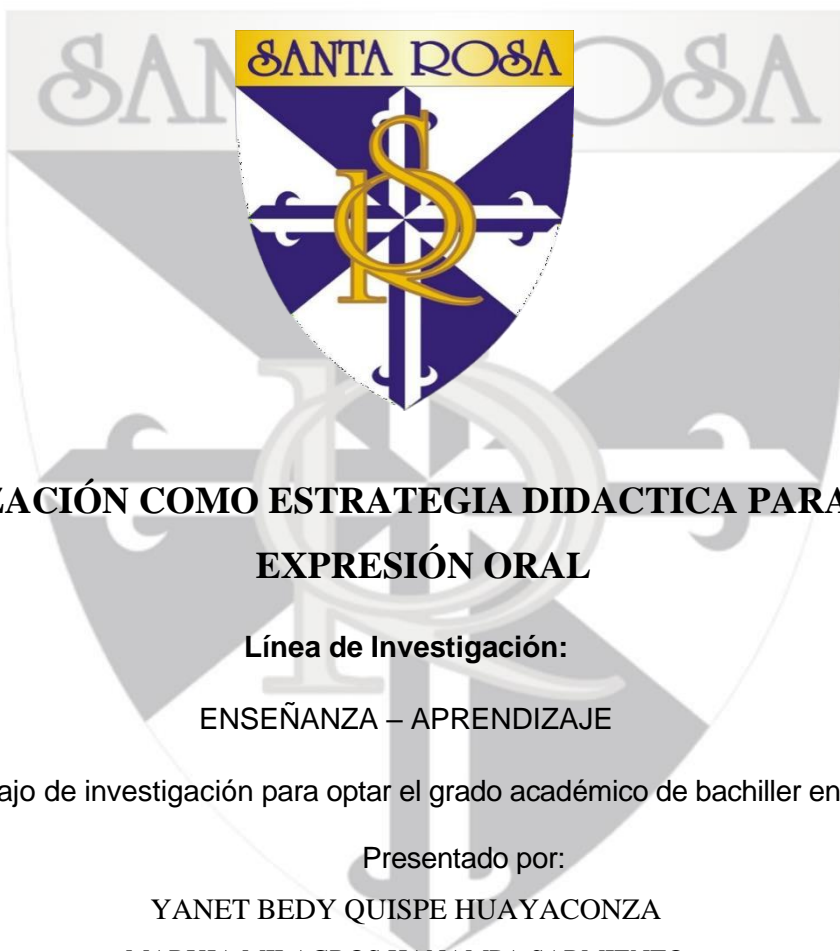 SANTA ROSA
ZACIÓN COMO ESTRATEGIA DIDACTICA PARA
EXPRESIÓN ORAL
Línea de Investigación:
ENSEÑANZA – APRENDIZAJE
ajo de investigación para optar el grado académico de bachiller en
Presentado por:
YANET BEDY QUISPE HUAYACONZA